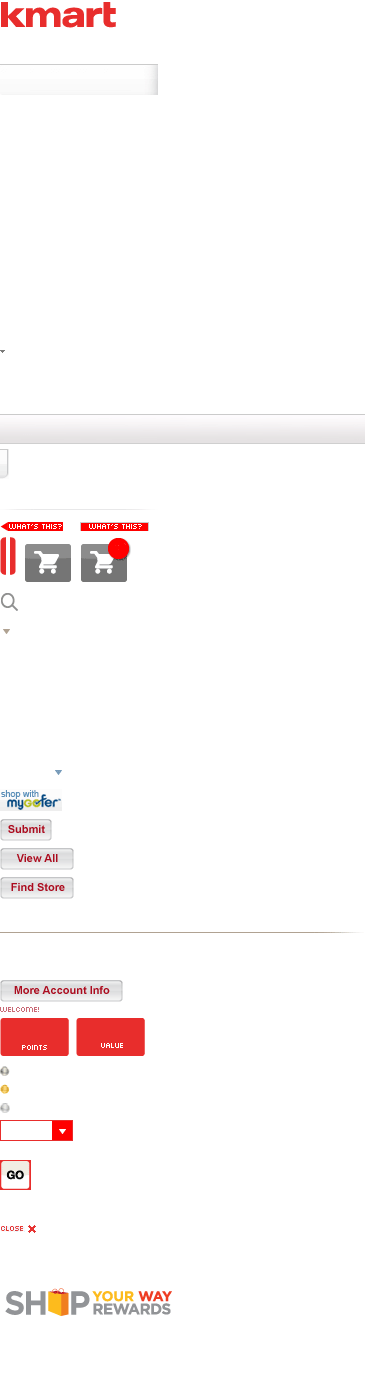 kmart
WHAT'S THIS? WHAT'S THIS?
shop with
mygofer
Submit
View All
Find Store
More Account Info
WELCOME!
POINTS VALUE
GO
CLOSE
SHOP YOUR WAY
REWARDS